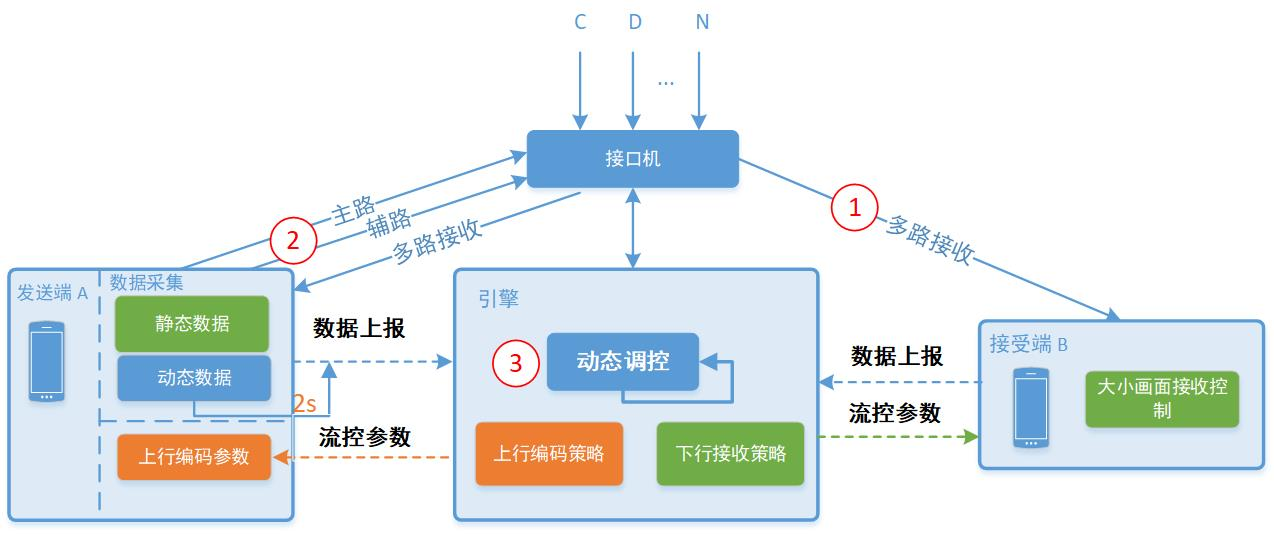 C D N
...
接口机
主路
辅路
多路接收
①
多路接收
②
发送端 A
数据采集
静态数据
动态数据
2s
上行编码参数
数据上报
流控参数
引擎
③
动态调控
上行编码策略
下行接收策略
数据上报
流控参数
接受端 B
大小画面接收控
制